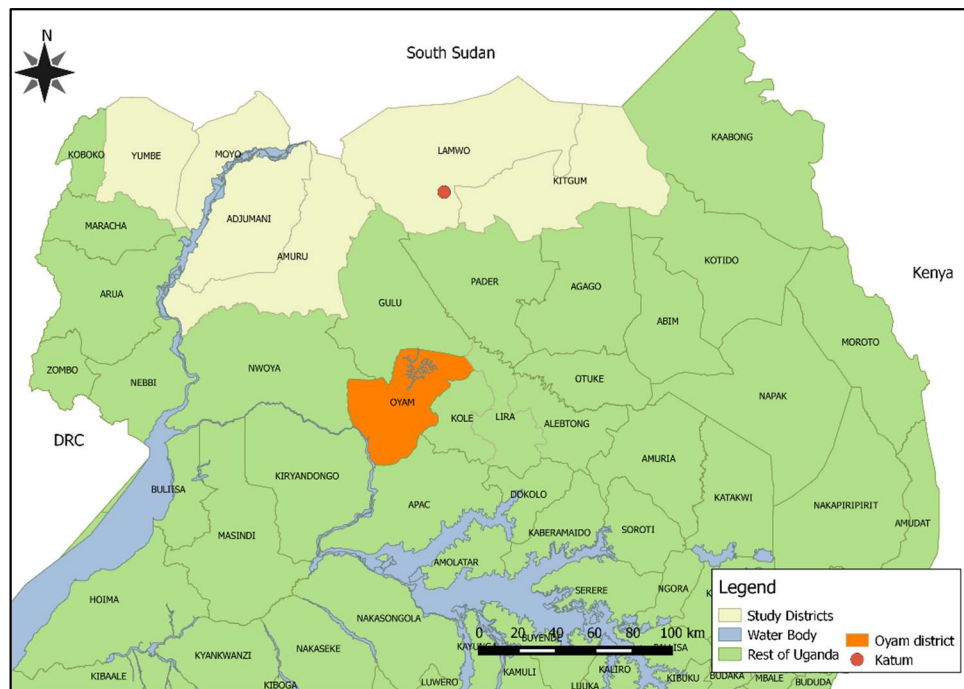 N
South Sudan
KAABONG
KOBOKO
YUMBE
MOYO
LAMWO
KITGUM
ADJUMANI
MARACHA
AMURU
KOTIDO
Kenya
ARUA
GULU
PADER
AGAGO
ABIM
MOROTO
ZOMBO
NEBBI
NWOYA
OTUKE
NAPAK
OYAM
KOLE
LIRA
ALEBTONG
DRC
AMURIA
BULIISA
KIRYANDONGO
KATAKWI
NAKAPIRIPIRIT
DOKOLO
APAC
KABERAMAIDO
SOROTI
AMUDAT
MASINDI
AMOLATAR
SERERE
NGORA
HOIMA
NAKASONGOLA
BUYENDE
KYANKWANZI
NAKASEKE
KAMULI
KALIRO
KIBAALE
KIBOGA
LUWERO
KIBUKU
BUDAKA
MBALE
BUDUDA
0 20 40 60 80 100 km
Legend
Study Districts
Water Body
Rest of Uganda
Oyam district
Katum